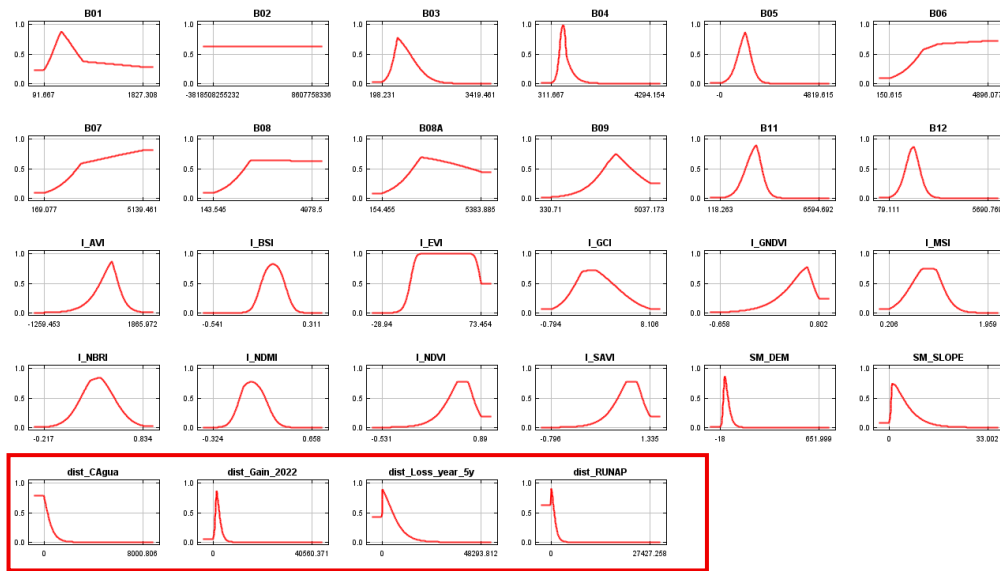 B01 B02 B03 B04 B05 B06
1.0 1.0 1.0 1.0 1.0 1.0
0.5 0.5 0.5 0.5 0.5 0.5
0.0 0.0 0.0 0.0 0.0 0.0
91.667 1827.308 -3818508255232 8607758336 198.231 3419.461 311.667 4294.154 -0 4819.615 150.615 4896.077
B07 B08 B08A B09 B11 B12
1.0 1.0 1.0 1.0 1.0 1.0
0.5 0.5 0.5 0.5 0.5 0.5
0.0 0.0 0.0 0.0 0.0 0.0
169.077 5139.461 143.545 4978.5 154.455 5383.885 330.71 5037.173 118.263 6594.692 79.111 5690.760
I_AVI I_BSI I_EVI I_GCI I_GNDVI I_MSI
1.0 1.0 1.0 1.0 1.0 1.0
0.5 0.5 0.5 0.5 0.5 0.5
0.0 0.0 0.0 0.0 0.0 0.0
-1259.453 1865.972 -0.541 0.311 -28.94 73.454 -0.794 8.106 -0.658 0.802 0.206 1.959
I_NBRI I_NDMI I_NDVI I_SAVI SM_DEM SM_SLOPE
1.0 1.0 1.0 1.0 1.0 1.0
0.5 0.5 0.5 0.5 0.5 0.5
0.0 0.0 0.0 0.0 0.0 0.0
-0.217 0.834 -0.324 0.658 -0.531 0.89 -0.796 1.335 -18 651.999 0 33.002
dist_CAgua dist_Gain_2022 dist_Loss_year_5y dist_RUNAP
1.0 1.0 1.0 1.0
0.5 0.5 0.5 0.5
0.0 0.0 0.0 0.0
0 8000.806 0 40560.371 0 48293.812 0 27427.258